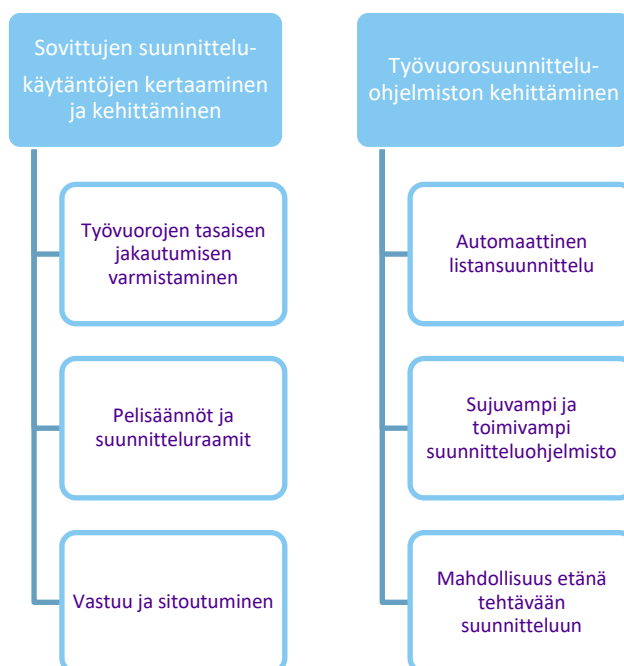 Sovittujen suunnittelu-
käytäntöjen kertaaminen
ja kehittäminen
Työvuorojen tasaisen
jakautumisen
varmistaminen
Pelisäännöt ja
suunnitteluraamit
Vastuu ja sitoutuminen
Työvuorosuunnittelu-
ohjelmiston kehittäminen
Automaattinen
listansuunnittelu
Sujuvampi ja
toimivampi
suunnitteluohjelmisto
Mahdollisuus etänä
tehtävään
suunnitteluun